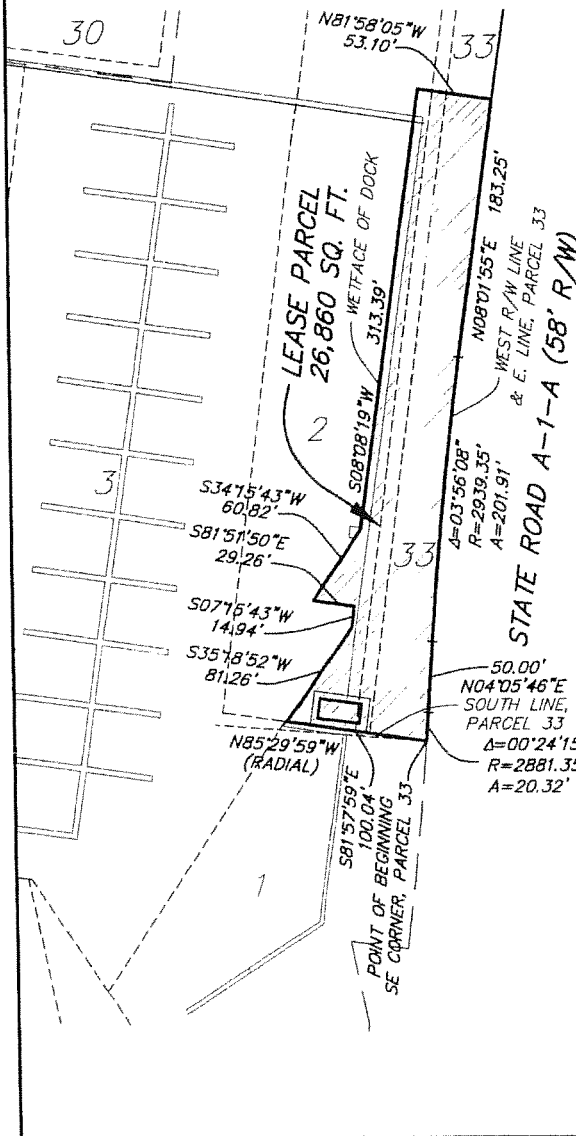 30
N81°58'05"W
53.10'
33
LEASE PARCEL
26,860 SQ. FT.
WETFACE OF DOCK
S08°08'19"W 313.39'
N08°01'55"E 183.25'
WEST R/W LINE
& E. LINE, PARCEL 33
STATE ROAD A-1-A (58' R/W)
Δ=03°56'08"
R=2939.35'
A=201.91'
2
3
33
S34°15'43"W
60.82'
S81°51'50"E
29.26'
S07°15'43"W
14.94'
S35°18'52"W
81.26'
N85°29'59"W
(RADIAL)
50.00'
N04°05'46"E
SOUTH LINE,
PARCEL 33
Δ=00°24'15
R=2881.35
A=20.32'
S81°57'59"E
100.04'
POINT OF BEGINNING
SE CORNER, PARCEL 33
1